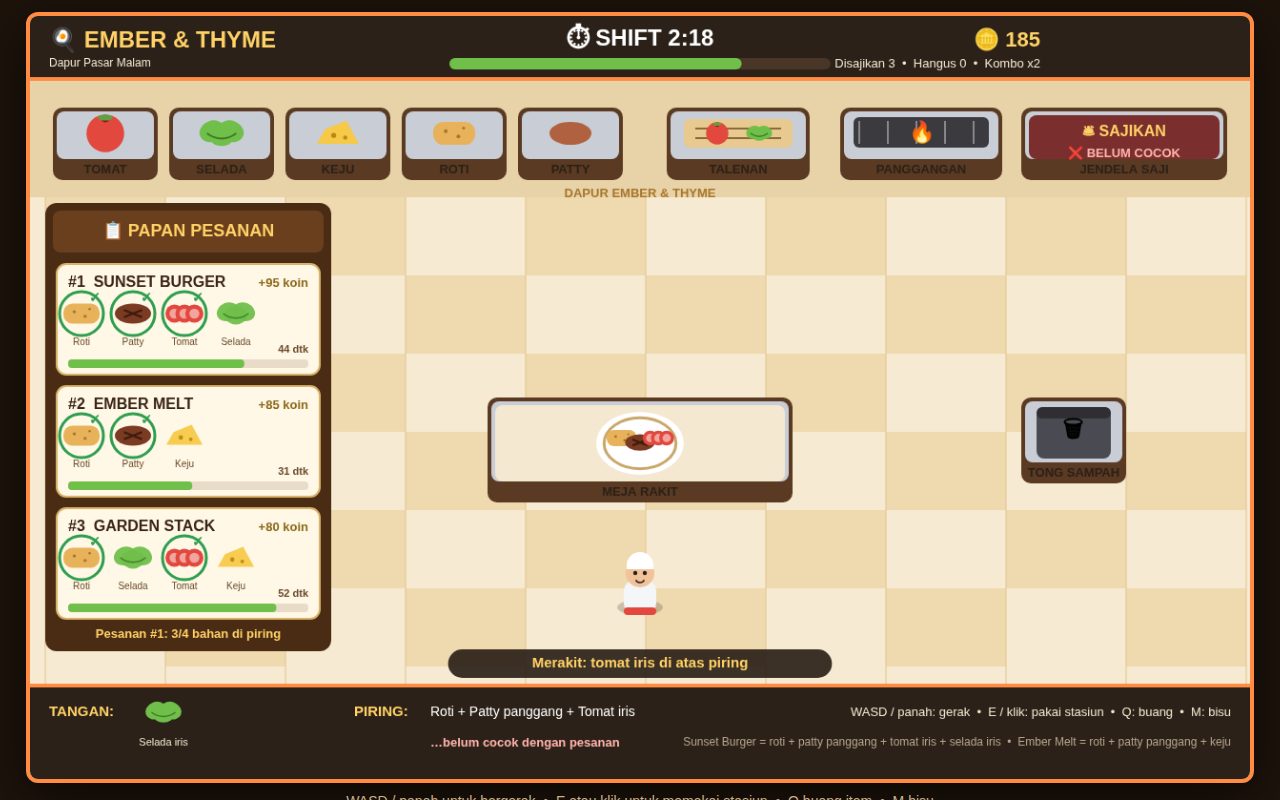 🍳 EMBER & THYME
Dapur Pasar Malam
⏱ SHIFT 2:18
🪙 185
Disajikan 3 • Hangus 0 • Kombo x2
TOMAT
SELADA
KEJU
ROTI
PATTY
TALENAN
PANGGANGAN
🛎 SAJIKAN
❌ BELUM COCOK
JENDELA SAJI
DAPUR EMBER & THYME
📋 PAPAN PESANAN
#1 SUNSET BURGER +95 koin
Roti Patty Tomat Selada
44 dtk
#2 EMBER MELT +85 koin
Roti Patty Keju
31 dtk
#3 GARDEN STACK +80 koin
Roti Selada Tomat Keju
52 dtk
Pesanan #1: 3/4 bahan di piring
MEJA RAKIT
TONG SAMPAH
Merakit: tomat iris di atas piring
TANGAN:
Selada iris
PIRING: Roti + Patty panggang + Tomat iris
…belum cocok dengan pesanan
WASD / panah: gerak • E / klik: pakai stasiun • Q: buang • M: bisu
Sunset Burger = roti + patty panggang + tomat iris + selada iris • Ember Melt = roti + patty panggang + keju
WASD / panah untuk bergerak • E atau klik untuk memakai stasiun • Q buang item • M bisu